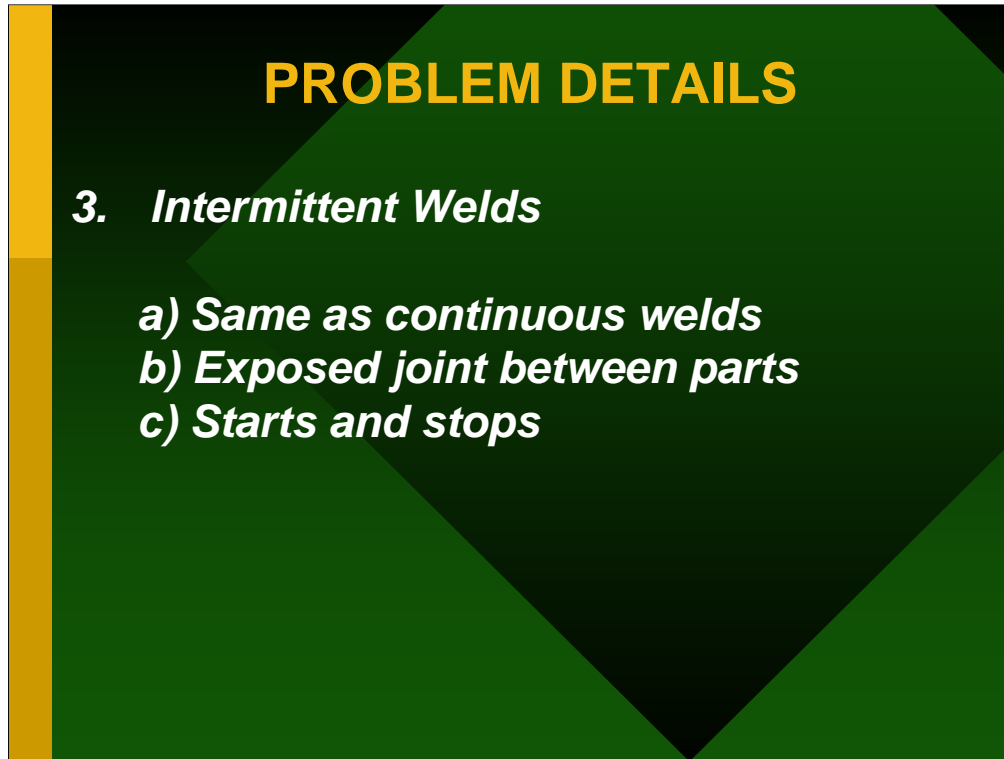 PROBLEM DETAILS
3. Intermittent Welds
a) Same as continuous welds
b) Exposed joint between parts
c) Starts and stops